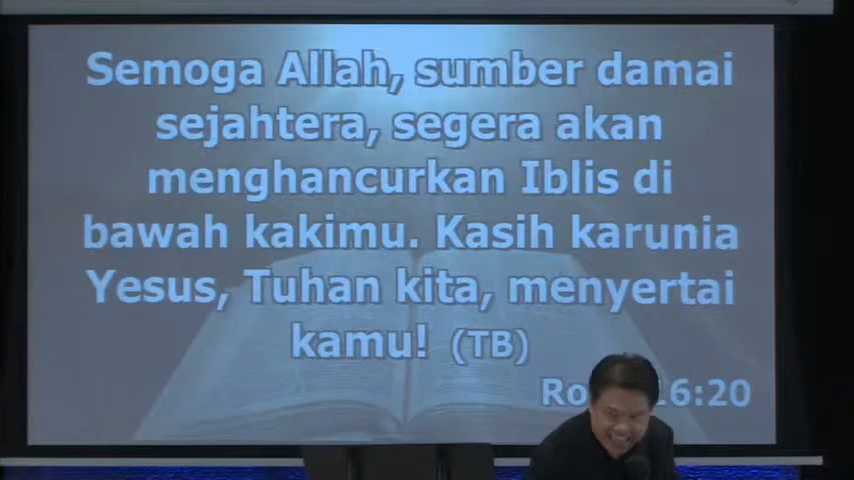 Semoga Allah, sumber damai
sejahtera, segera akan
menghancurkan Iblis di
bawah kakimu. Kasih karunia
Yesus, Tuhan kita, menyertai
kamu! (TB)
16:20